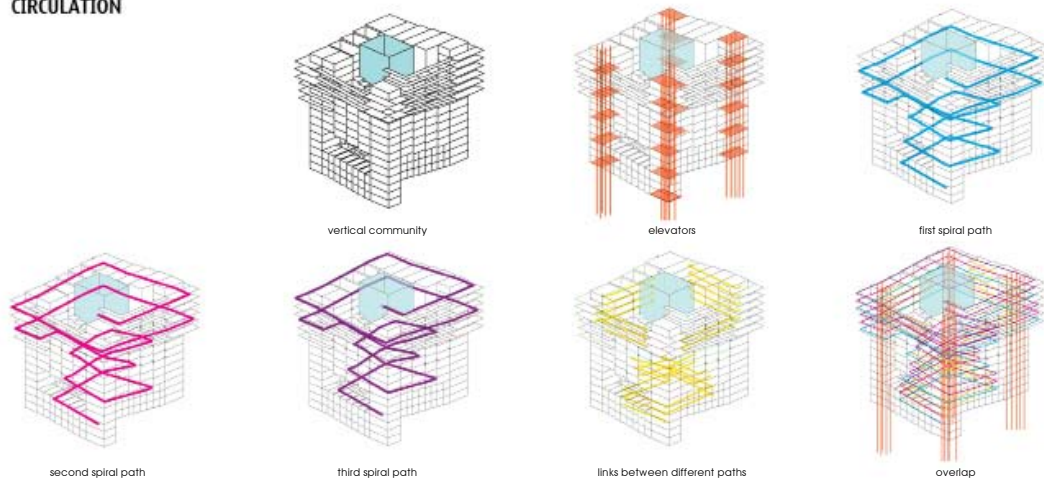 CIRCULATION
vertical community
elevators
first spiral path
second spiral path
third spiral path
links between different paths
overlap